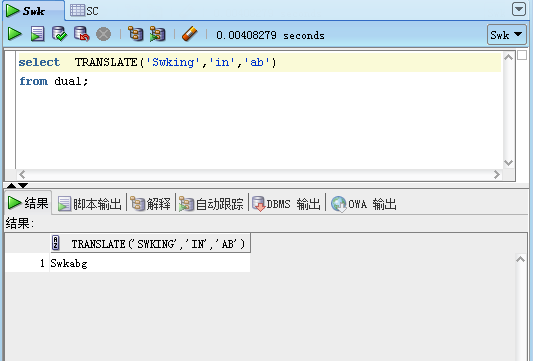 Swk SC
0.00408279 seconds Swk
select TRANSLATE('Swking','in','ab')
from dual;
结果 脚本输出 解释 自动跟踪 DBMS 输出 OWA 输出
结果:
TRANSLATE('SWKING','IN','AB')
1 Swkabg